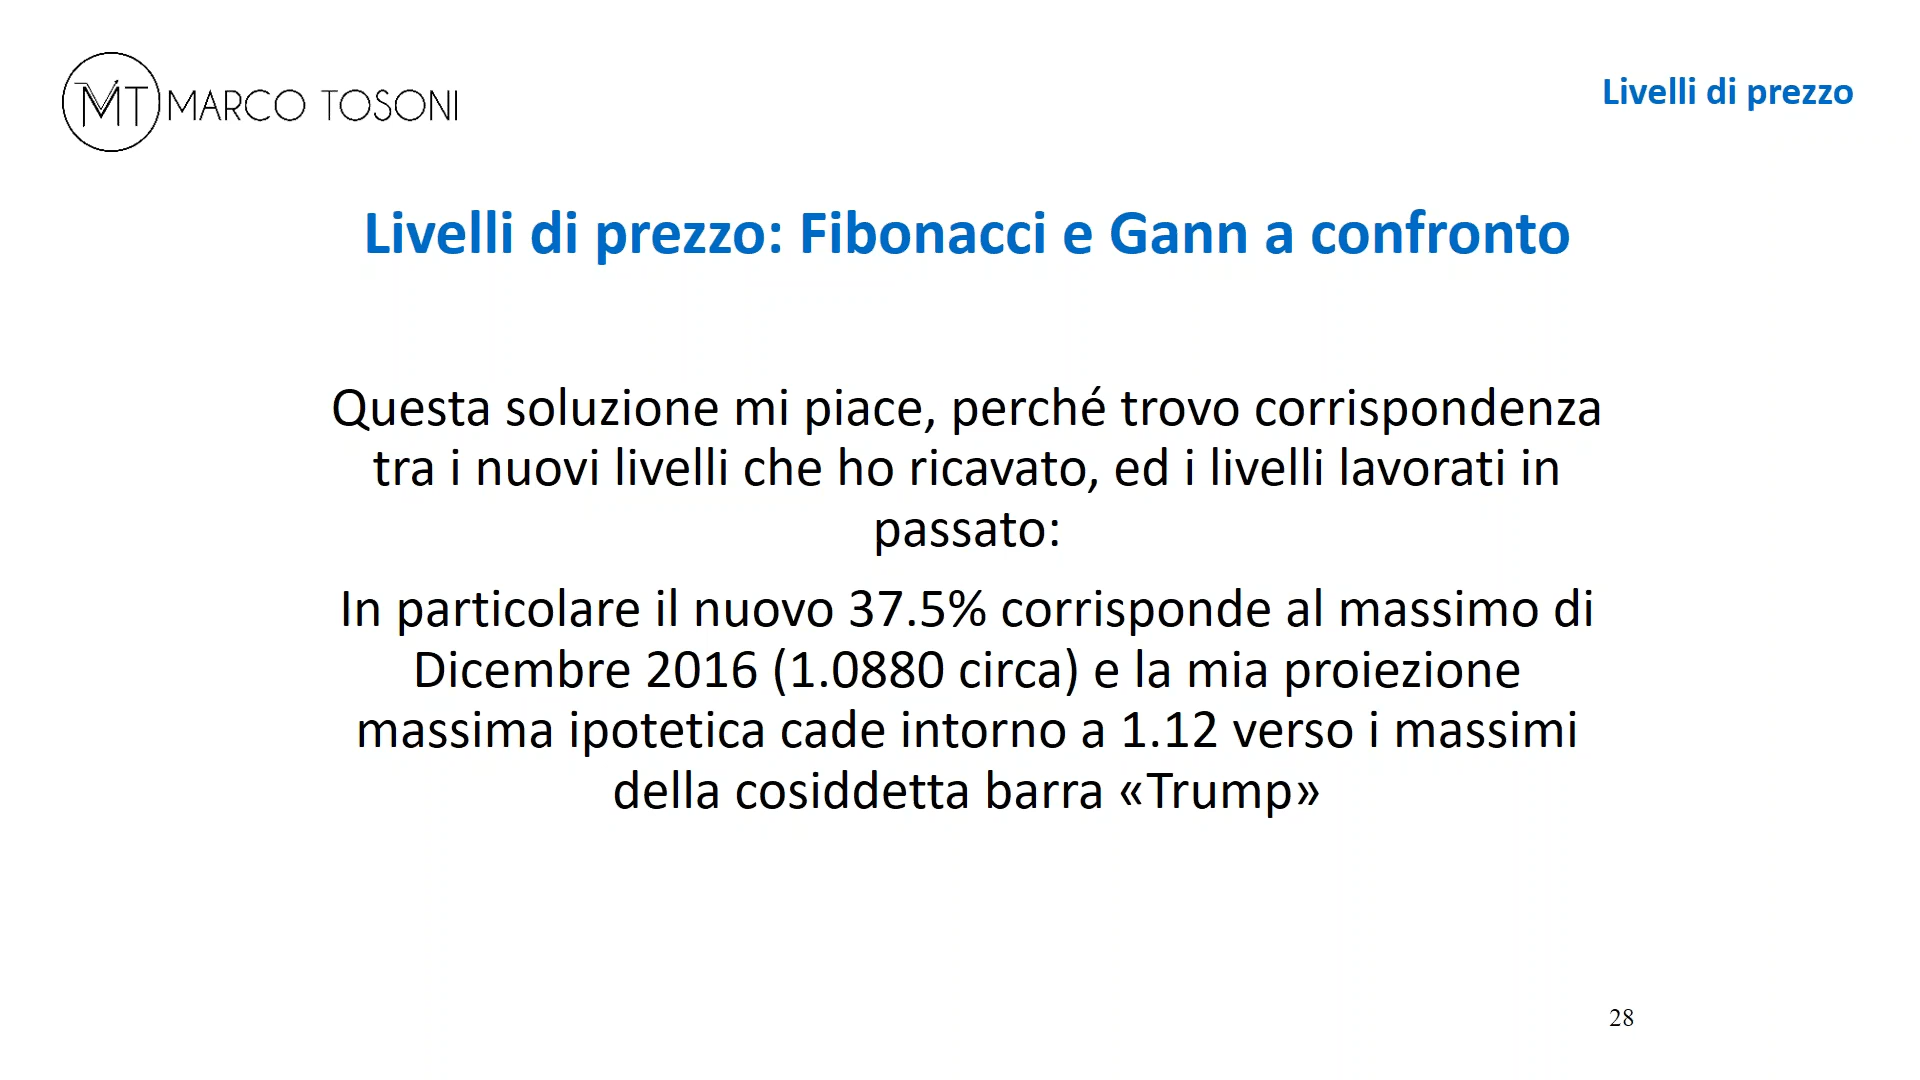 MT MARCO TOSONI
Livelli di prezzo
Livelli di prezzo: Fibonacci e Gann a confronto
Questa soluzione mi piace, perché trovo corrispondenza
tra i nuovi livelli che ho ricavato, ed i livelli lavorati in
passato:
In particolare il nuovo 37.5% corrisponde al massimo di
Dicembre 2016 (1.0880 circa) e la mia proiezione
massima ipotetica cade intorno a 1.12 verso i massimi
della cosiddetta barra «Trump»
28